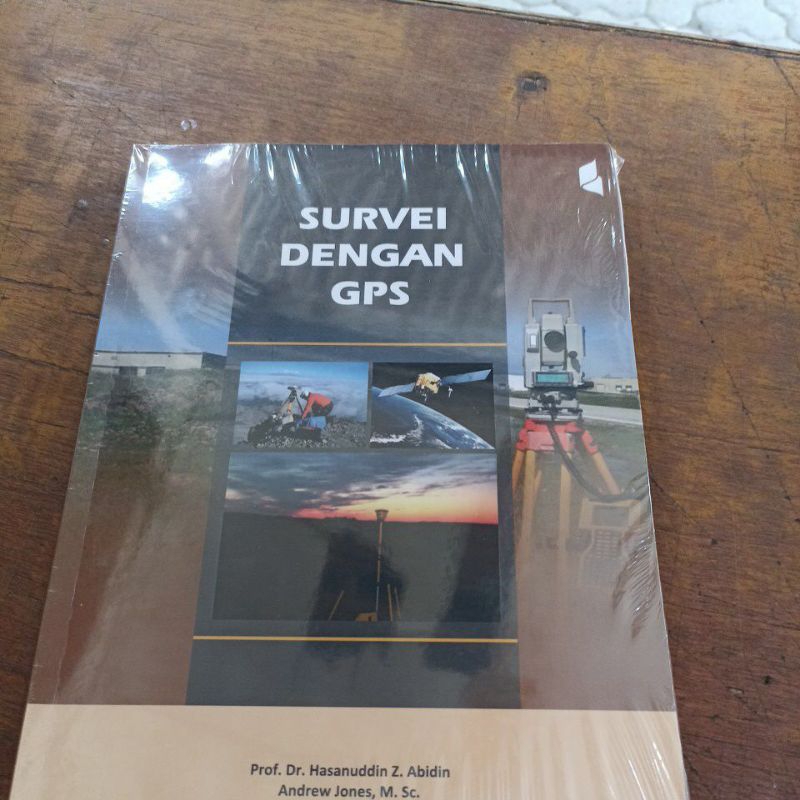 SURVEI
DENGAN
GPS
Prof. Dr. Hasanuddin Z. Abidin
Andrew Jones, M. Sc.